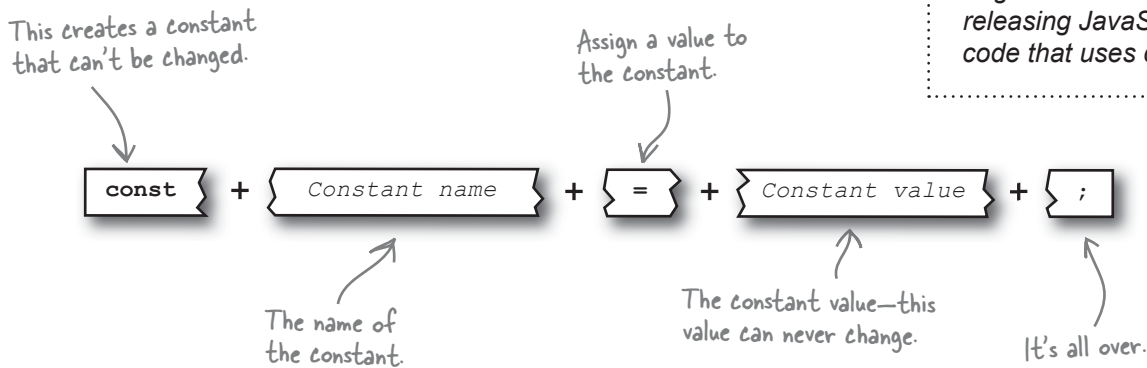 releasing JavaS
code that uses
This creates a constant
that can't be changed.
Assign a value to
the constant.
const + Constant name + = + Constant value + ;
The name of
the constant.
The constant value—this
value can never change.
It's all over.